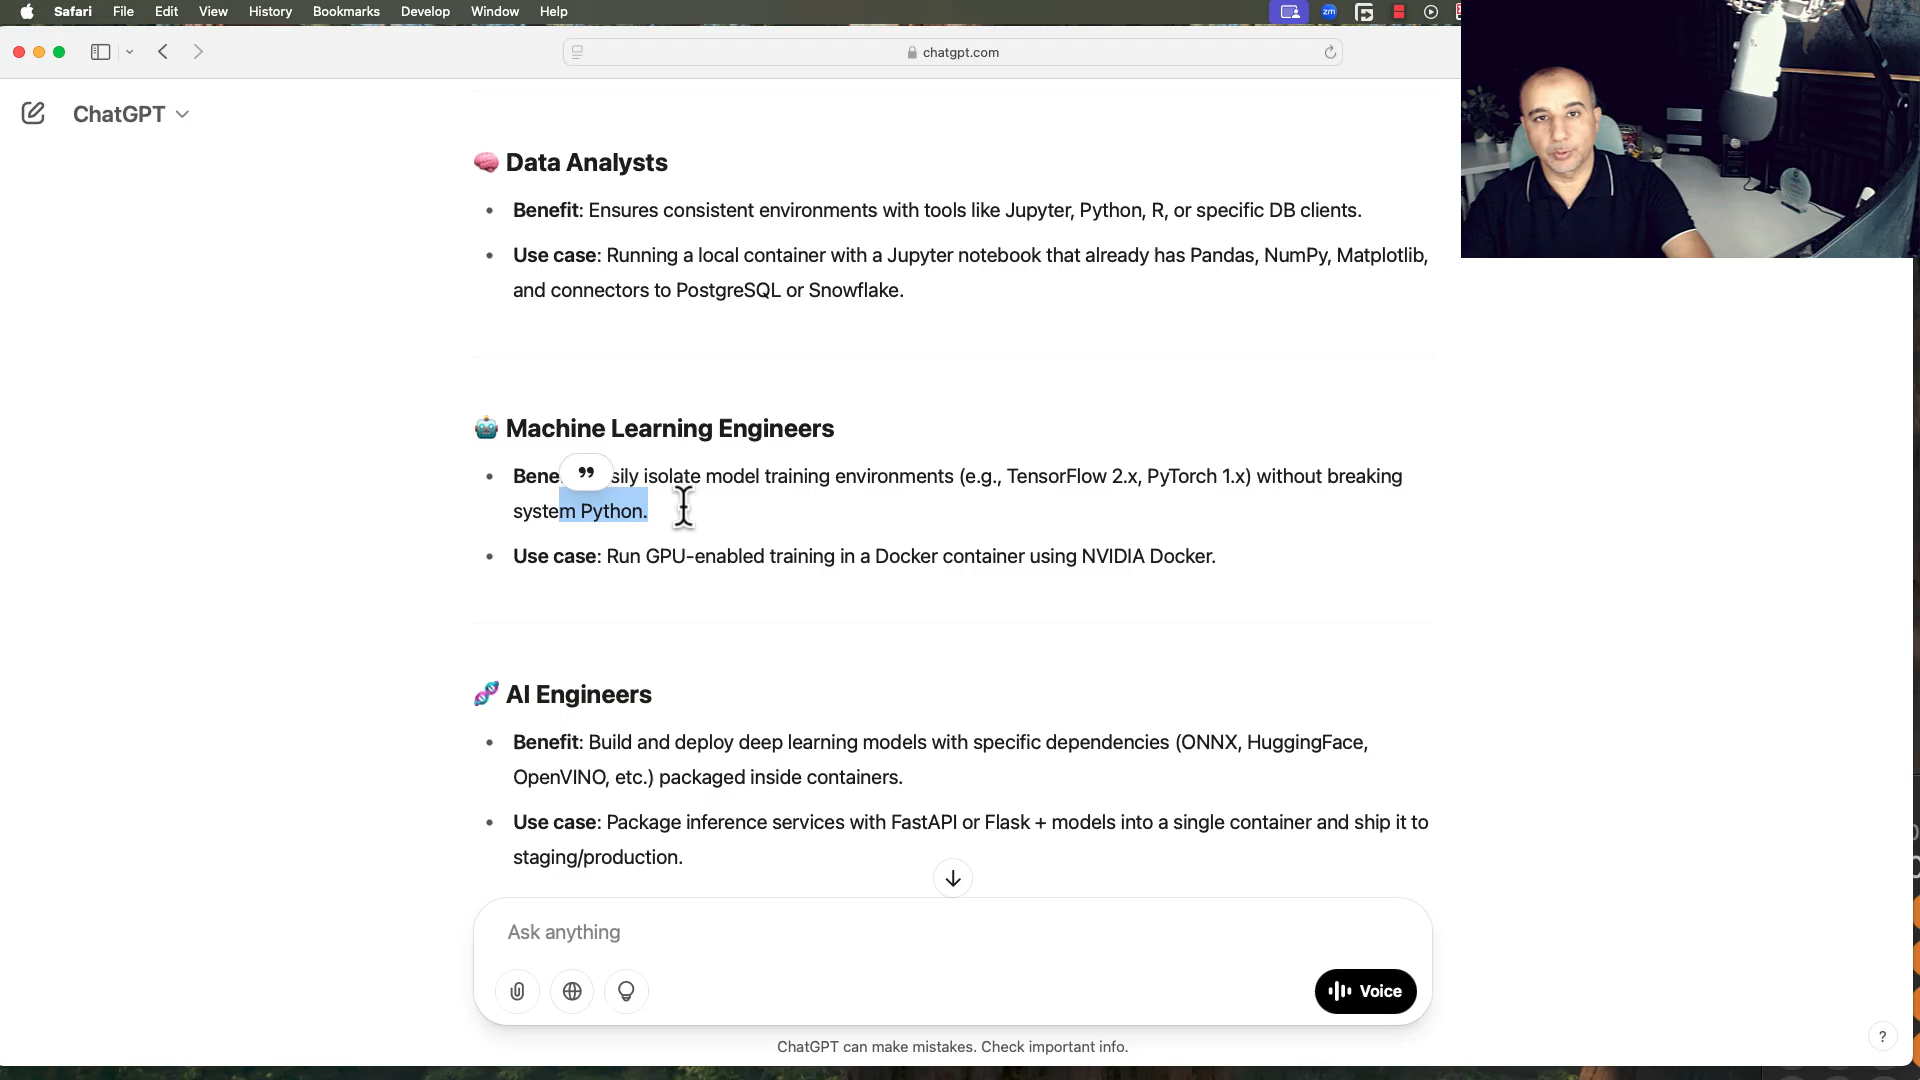 Safari File Edit View History Bookmarks Develop Window Help
zm
chatgpt.com
ChatGPT
🧠 Data Analysts
• Benefit: Ensures consistent environments with tools like Jupyter, Python, R, or specific DB clients.
• Use case: Running a local container with a Jupyter notebook that already has Pandas, NumPy, Matplotlib,
and connectors to PostgreSQL or Snowflake.
🤖 Machine Learning Engineers
• Bene ❞ sily isolate model training environments (e.g., TensorFlow 2.x, PyTorch 1.x) without breaking
system Python.
• Use case: Run GPU-enabled training in a Docker container using NVIDIA Docker.
🧬 AI Engineers
• Benefit: Build and deploy deep learning models with specific dependencies (ONNX, HuggingFace,
OpenVINO, etc.) packaged inside containers.
• Use case: Package inference services with FastAPI or Flask + models into a single container and ship it to
staging/production.
Ask anything
Voice
ChatGPT can make mistakes. Check important info.
?